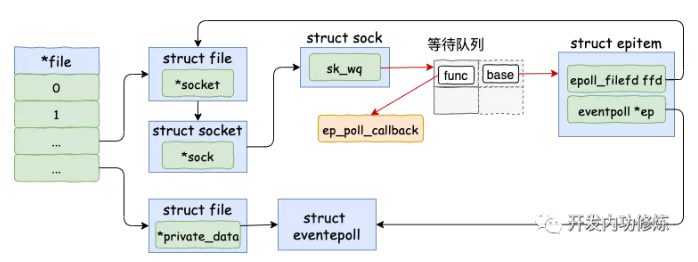 *file
0
1
...
...
struct file
*socket
struct socket
*sock
struct file
*private_data
struct sock
sk_wq
ep_poll_callback
等待队列
func
base
struct epitem
epoll_filefd ffd
eventpoll *ep
struct
eventepoll
开发内功修炼